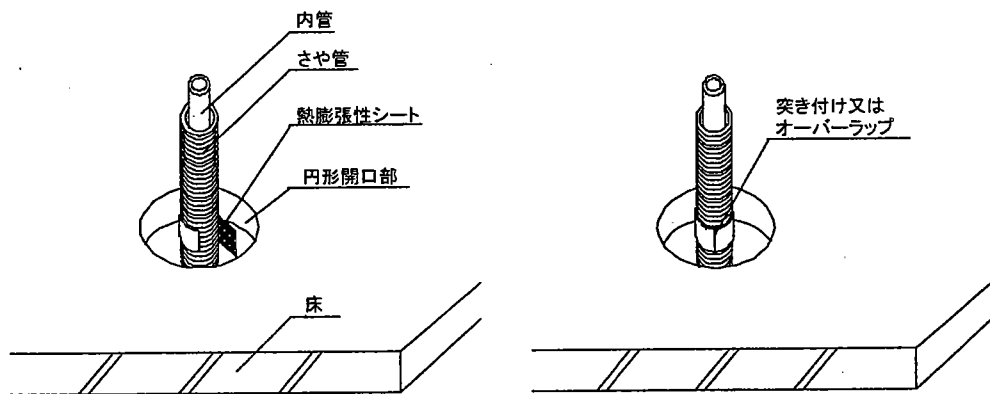 内管
さや管
熱膨張性シート
円形開口部
床
突き付け又は
オーバーラップ